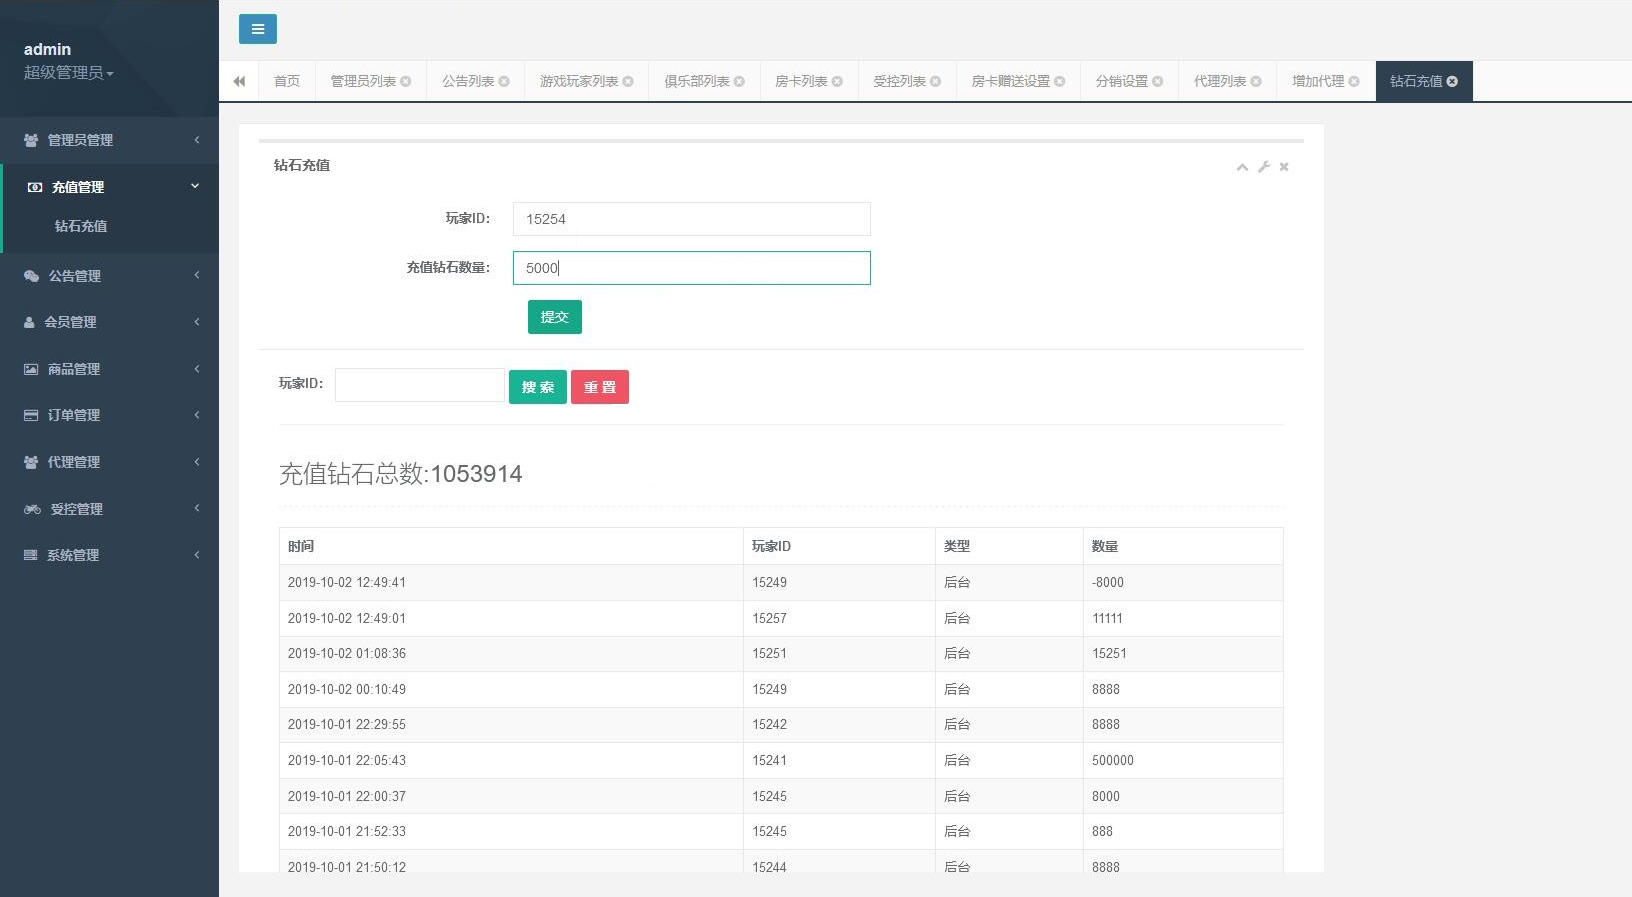 admin
超级管理员
管理员管理
充值管理
钻石充值
公告管理
会员管理
商品管理
订单管理
代理管理
受控管理
系统管理
首页 管理员列表 公告列表 游戏玩家列表 俱乐部列表 房卡列表 受控列表 房卡赠送设置 分销设置 代理列表 增加代理 钻石充值
钻石充值
玩家ID: 15254
充值钻石数量: 5000
提交
玩家ID: 搜 索 重 置
充值钻石总数:1053914
时间 玩家ID 类型 数量
2019-10-02 12:49:41 15249 后台 -8000
2019-10-02 12:49:01 15257 后台 11111
2019-10-02 01:08:36 15251 后台 15251
2019-10-02 00:10:49 15249 后台 8888
2019-10-01 22:29:55 15242 后台 8888
2019-10-01 22:05:43 15241 后台 500000
2019-10-01 22:00:37 15245 后台 8000
2019-10-01 21:52:33 15245 后台 888
2019-10-01 21:50:12 15244 后台 8888